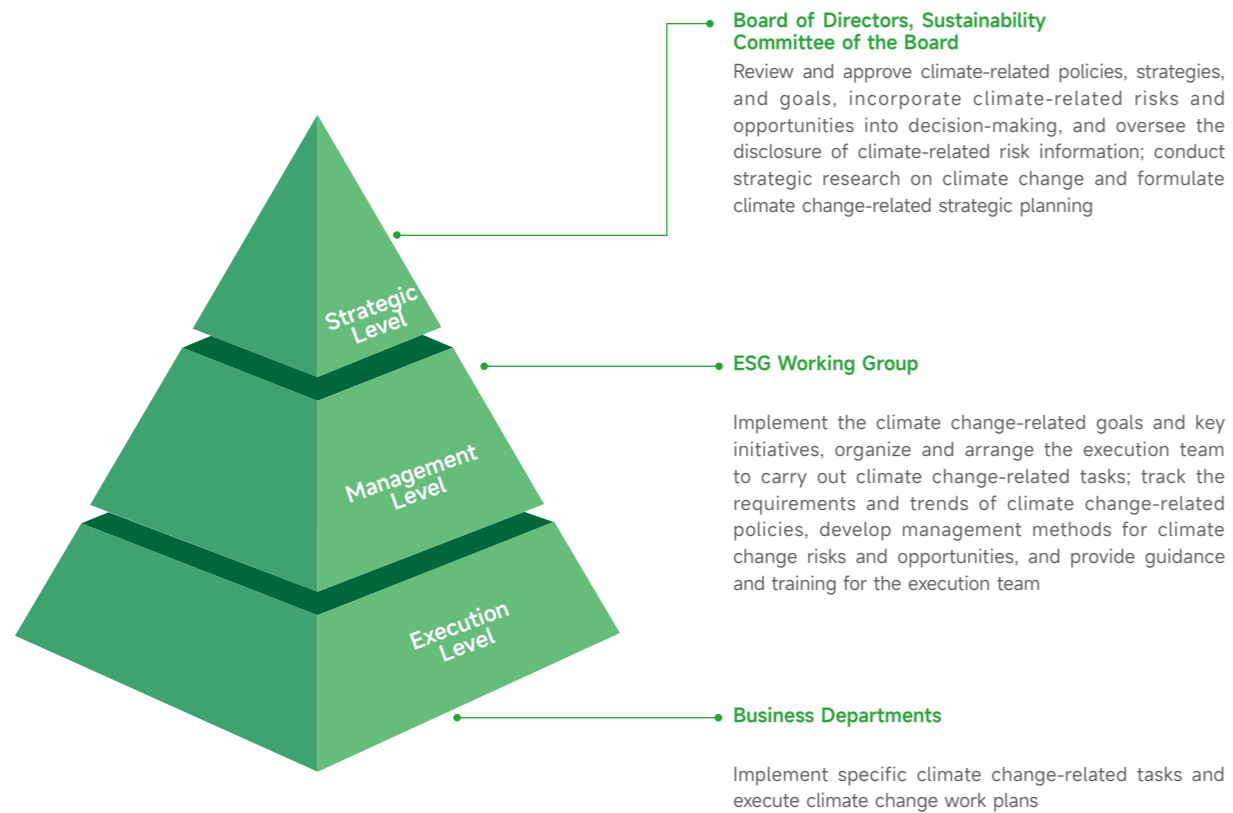 Board of Directors, Sustainability
Committee of the Board
Review and approve climate-related policies, strategies,
and goals, incorporate climate-related risks and
opportunities into decision-making, and oversee the
disclosure of climate-related risk information; conduct
strategic research on climate change and formulate
climate change-related strategic planning
Strategic
Level
ESG Working Group
Implement the climate change-related goals and key
initiatives, organize and arrange the execution team
to carry out climate change-related tasks; track the
requirements and trends of climate change-related
policies, develop management methods for climate
change risks and opportunities, and provide guidance
and training for the execution team
Management
Level
Execution
Level
Business Departments
Implement specific climate change-related tasks and
execute climate change work plans